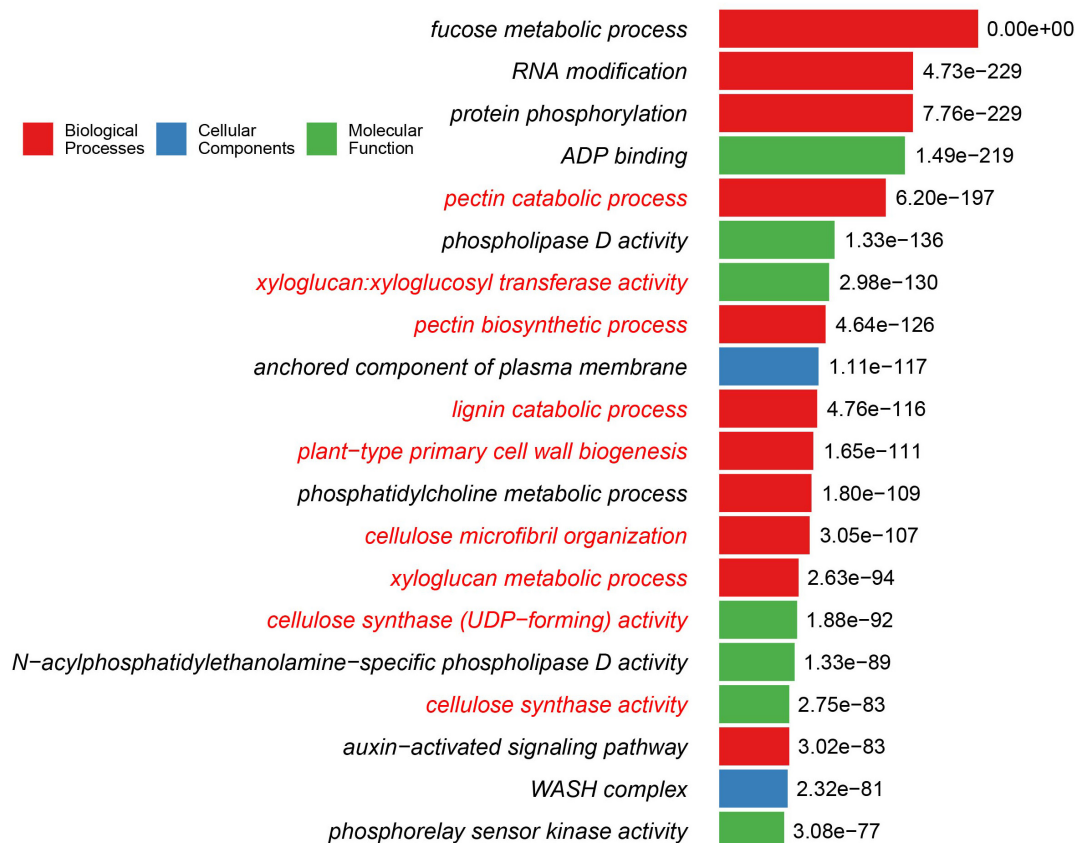 fucose metabolic process 0.00e+00
RNA modification 4.73e−229
protein phosphorylation 7.76e−229
Biological Processes
Cellular Components
Molecular Function
ADP binding 1.49e−219
pectin catabolic process 6.20e−197
phospholipase D activity 1.33e−136
xyloglucan:xyloglucosyl transferase activity 2.98e−130
pectin biosynthetic process 4.64e−126
anchored component of plasma membrane 1.11e−117
lignin catabolic process 4.76e−116
plant−type primary cell wall biogenesis 1.65e−111
phosphatidylcholine metabolic process 1.80e−109
cellulose microfibril organization 3.05e−107
xyloglucan metabolic process 2.63e−94
cellulose synthase (UDP−forming) activity 1.88e−92
N−acylphosphatidylethanolamine−specific phospholipase D activity 1.33e−89
cellulose synthase activity 2.75e−83
auxin−activated signaling pathway 3.02e−83
WASH complex 2.32e−81
phosphorelay sensor kinase activity 3.08e−77